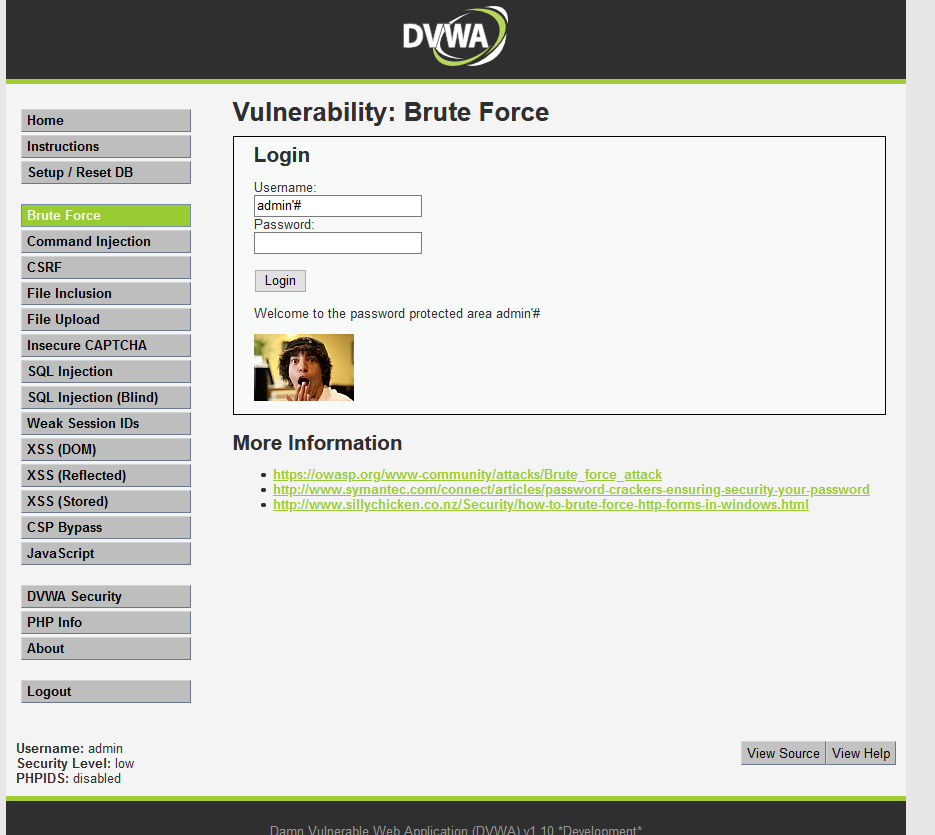 DVWA
Vulnerability: Brute Force
Home
Instructions
Setup / Reset DB
Brute Force
Command Injection
CSRF
File Inclusion
File Upload
Insecure CAPTCHA
SQL Injection
SQL Injection (Blind)
Weak Session IDs
XSS (DOM)
XSS (Reflected)
XSS (Stored)
CSP Bypass
JavaScript
DVWA Security
PHP Info
About
Logout
Login
Username:
admin'#
Password:
Login
Welcome to the password protected area admin'#
More Information
https://owasp.org/www-community/attacks/Brute_force_attack
http://www.symantec.com/connect/articles/password-crackers-ensuring-security-your-password
http://www.sillychicken.co.nz/Security/how-to-brute-force-http-forms-in-windows.html
Username: admin
Security Level: low
PHPIDS: disabled
View Source
View Help
Damn Vulnerable Web Application (DVWA) v1.10 *Development*